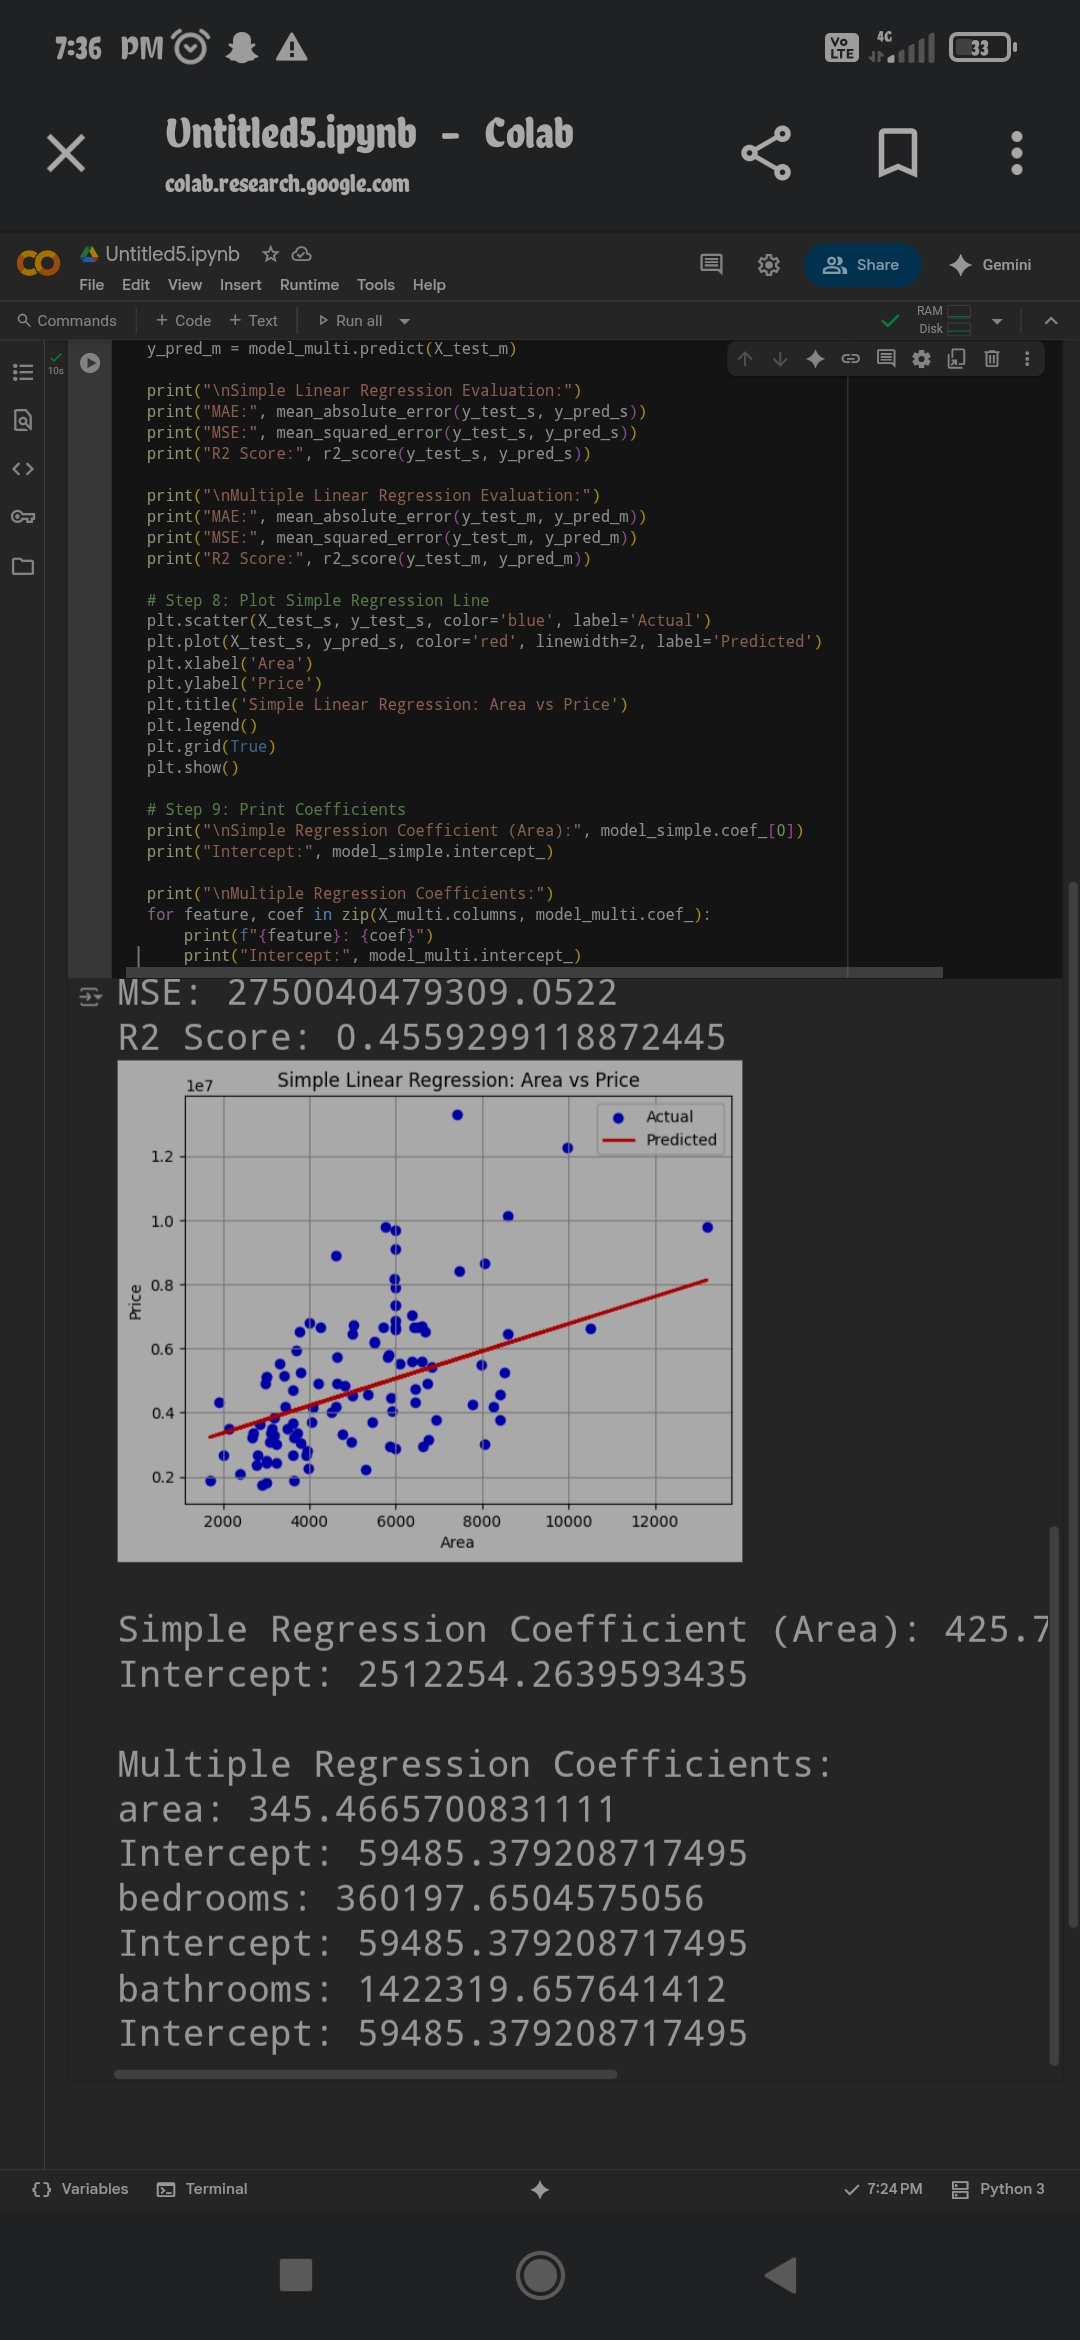 7:36 PM
Vo LTE 4G 33
Untitled5.ipynb - Colab
colab.research.google.com
Untitled5.ipynb
File Edit View Insert Runtime Tools Help
Share Gemini
Commands + Code + Text Run all
RAM
Disk
10s
y_pred_m = model_multi.predict(X_test_m)
print("\nSimple Linear Regression Evaluation:")
print("MAE:", mean_absolute_error(y_test_s, y_pred_s))
print("MSE:", mean_squared_error(y_test_s, y_pred_s))
print("R2 Score:", r2_score(y_test_s, y_pred_s))
print("\nMultiple Linear Regression Evaluation:")
print("MAE:", mean_absolute_error(y_test_m, y_pred_m))
print("MSE:", mean_squared_error(y_test_m, y_pred_m))
print("R2 Score:", r2_score(y_test_m, y_pred_m))
# Step 8: Plot Simple Regression Line
plt.scatter(X_test_s, y_test_s, color='blue', label='Actual')
plt.plot(X_test_s, y_pred_s, color='red', linewidth=2, label='Predicted')
plt.xlabel('Area')
plt.ylabel('Price')
plt.title('Simple Linear Regression: Area vs Price')
plt.legend()
plt.grid(True)
plt.show()
# Step 9: Print Coefficients
print("\nSimple Regression Coefficient (Area):", model_simple.coef_[0])
print("Intercept:", model_simple.intercept_)
print("\nMultiple Regression Coefficients:")
for feature, coef in zip(X_multi.columns, model_multi.coef_):
    print(f"{feature}: {coef}")
    print("Intercept:", model_multi.intercept_)
MSE: 2750040479309.0522
R2 Score: 0.4559299118872445
Simple Linear Regression: Area vs Price
1e7
Actual
Predicted
1.2
1.0
0.8
0.6
0.4
0.2
Price
2000 4000 6000 8000 10000 12000
Area
Simple Regression Coefficient (Area): 425.7
Intercept: 2512254.2639593435
Multiple Regression Coefficients:
area: 345.4665700831111
Intercept: 59485.379208717495
bedrooms: 360197.6504575056
Intercept: 59485.379208717495
bathrooms: 1422319.657641412
Intercept: 59485.379208717495
Variables Terminal 7:24 PM Python 3